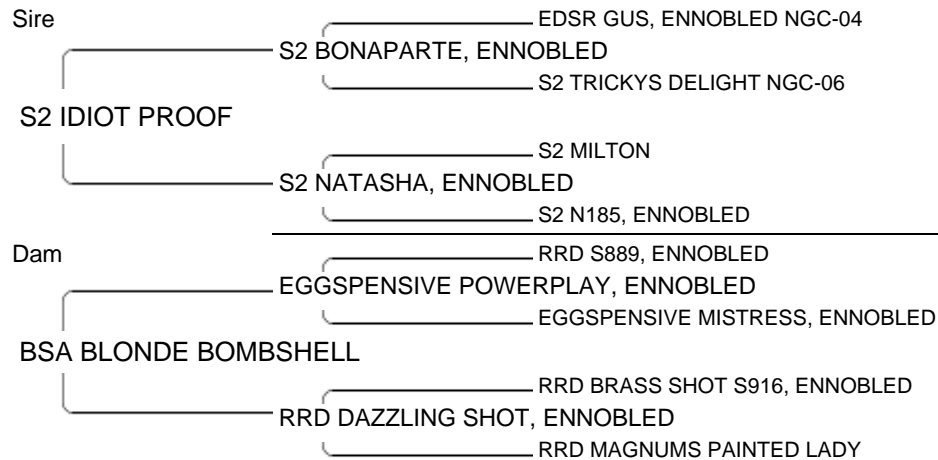 Sire
EDSR GUS, ENNOBLED NGC-04
S2 BONAPARTE, ENNOBLED
S2 TRICKYS DELIGHT NGC-06
S2 IDIOT PROOF
S2 MILTON
S2 NATASHA, ENNOBLED
S2 N185, ENNOBLED
Dam
RRD S889, ENNOBLED
EGGSPENSIVE POWERPLAY, ENNOBLED
EGGSPENSIVE MISTRESS, ENNOBLED
BSA BLONDE BOMBSHELL
RRD BRASS SHOT S916, ENNOBLED
RRD DAZZLING SHOT, ENNOBLED
RRD MAGNUMS PAINTED LADY